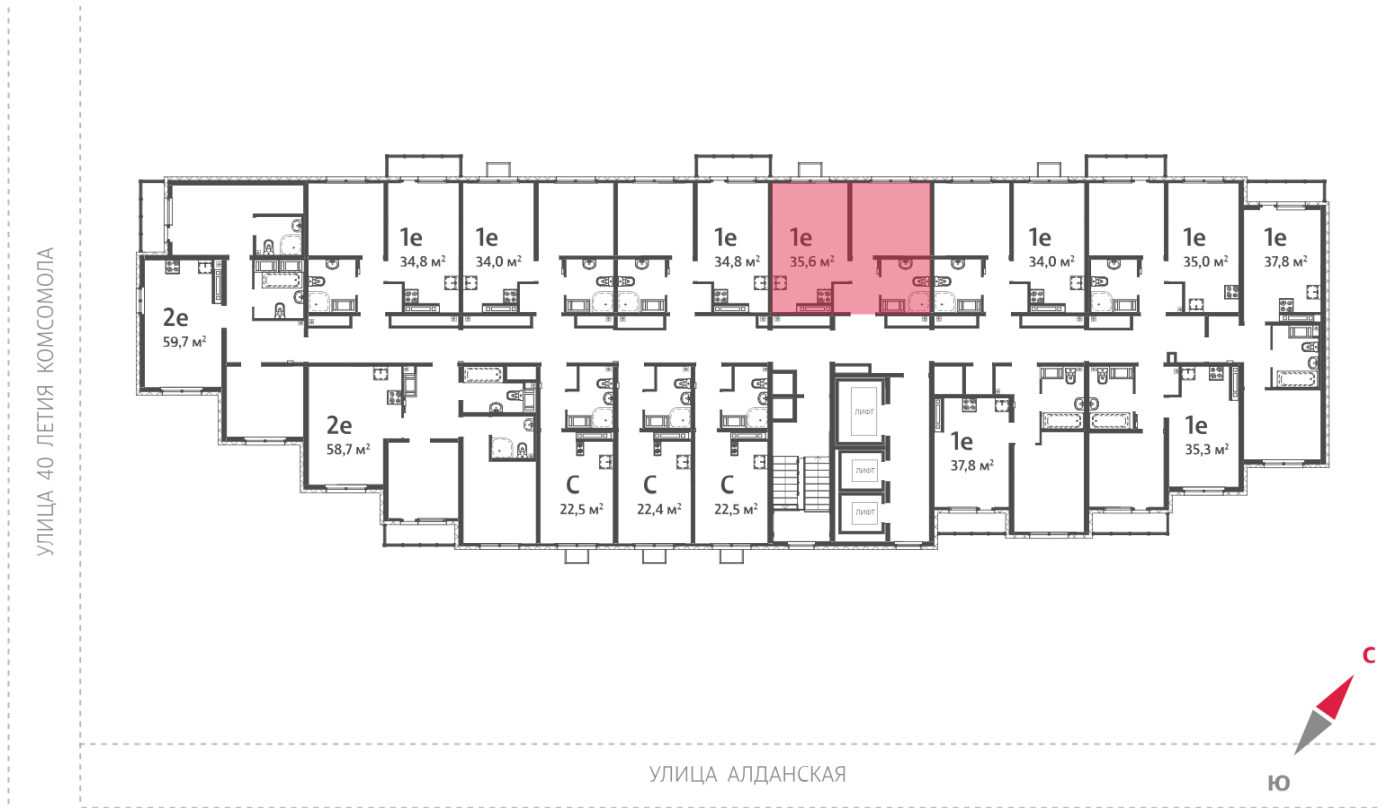 УЛИЦА 40 ЛЕТИЯ КОМСОМОЛА
1е
34,8 м²
1е
34,0 м²
1е
34,8 м²
1е
35,6 м²
1е
34,0 м²
1е
35,0 м²
1е
37,8 м²
2е
59,7 м²
2е
58,7 м²
С
22,5 м²
С
22,4 м²
С
22,5 м²
ЛИФТ
ЛИФТ
ЛИФТ
1е
37,8 м²
1е
35,3 м²
С
Ю
УЛИЦА АЛДАНСКАЯ